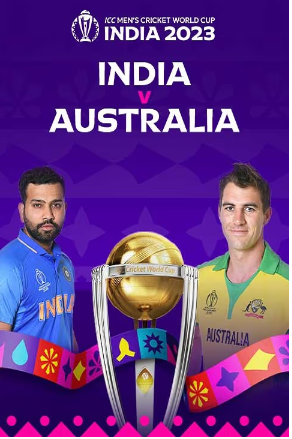 ICC MEN'S CRICKET WORLD CUP
INDIA 2023
INDIA
V
AUSTRALIA
Cricket World Cup
INDIA
AUSTRALIA